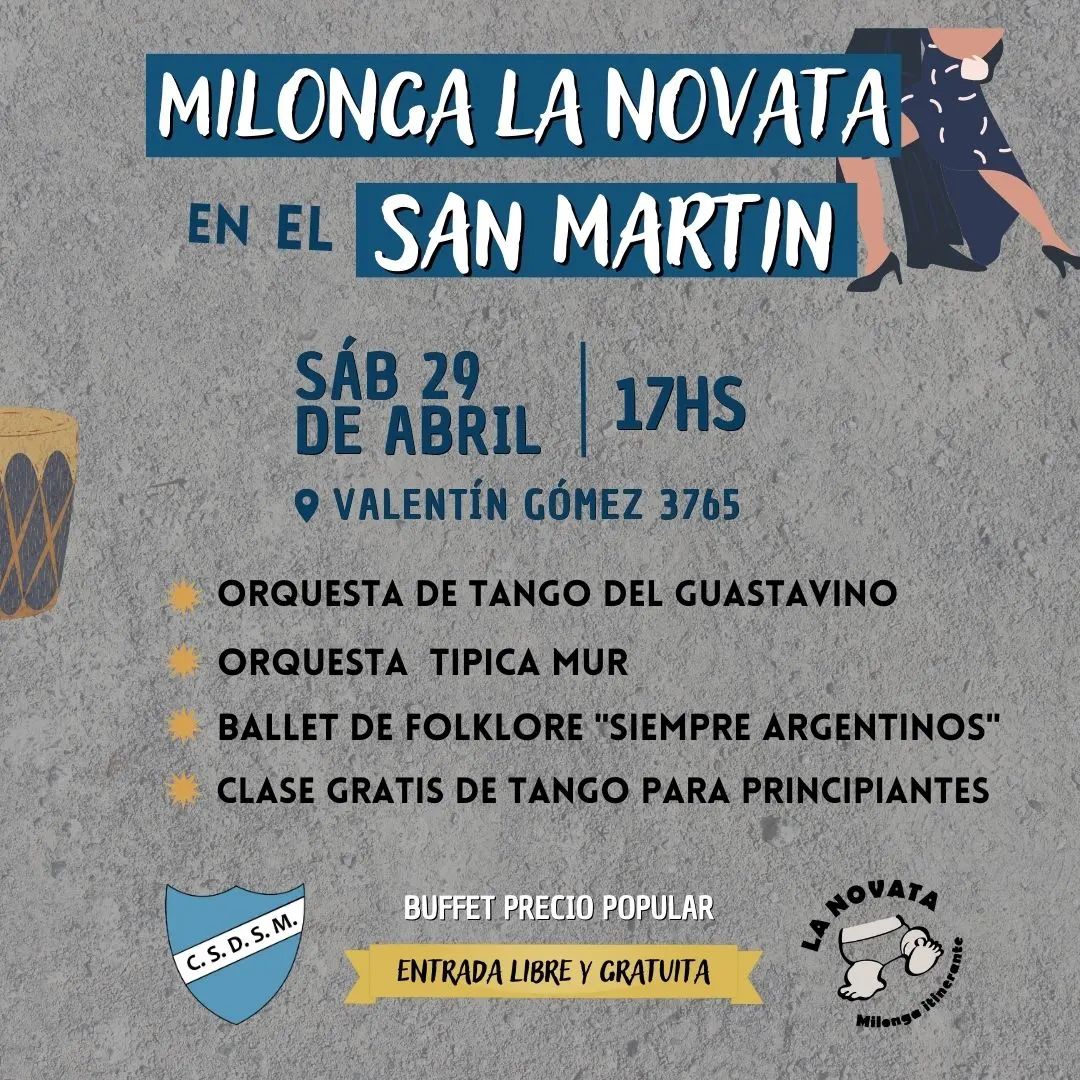 MILONGA LA NOVATA
EN EL SAN MARTIN
SÁB 29
DE ABRIL
17HS
VALENTÍN GÓMEZ 3765
ORQUESTA DE TANGO DEL GUASTAVINO
ORQUESTA TIPICA MUR
BALLET DE FOLKLORE "SIEMPRE ARGENTINOS"
CLASE GRATIS DE TANGO PARA PRINCIPIANTES
C.S.D.S.M.
BUFFET PRECIO POPULAR
ENTRADA LIBRE Y GRATUITA
LA NOVATA
Milonga itinerante